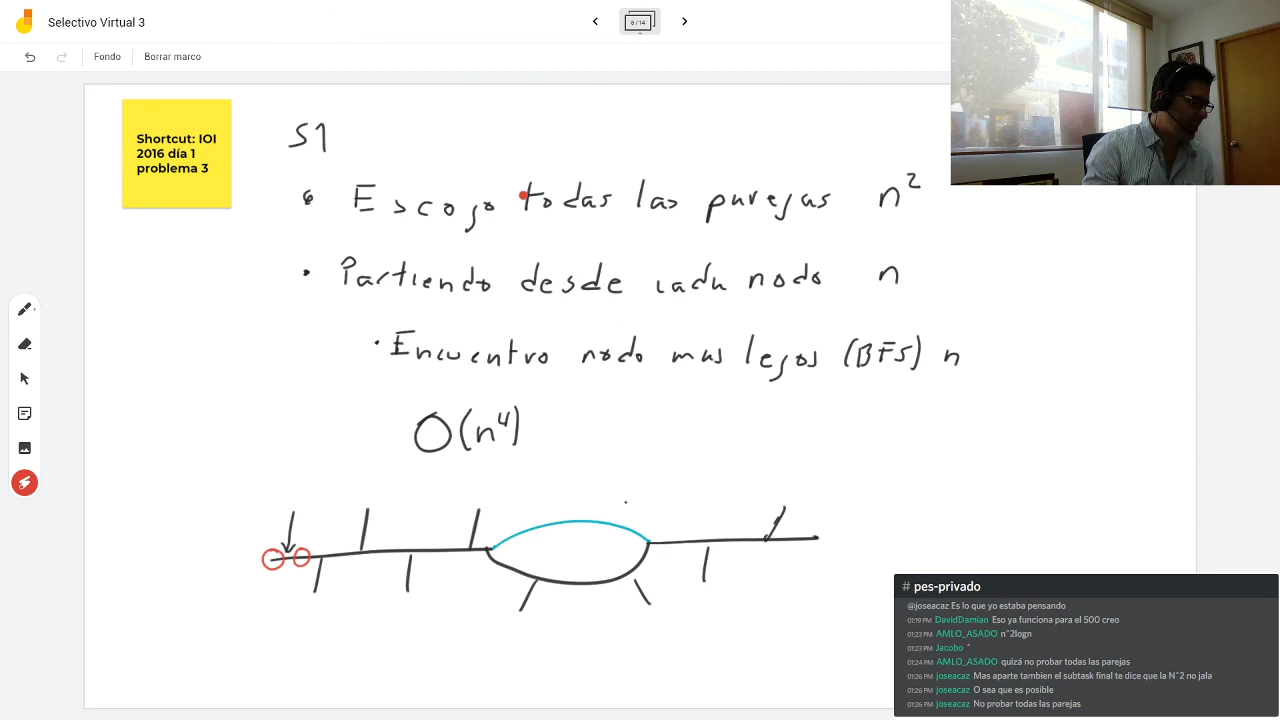 Selectivo Virtual 3
8 / 14
Fondo
Borrar marco
Shortcut: IOI
2016 día 1
problema 3
S1
• Escojo todas las parejas n²
• Partiendo desde cada nodo n
• Encuentro nodo mas lejos (BFS) n
O(n⁴)
# pes-privado
@joseacaz Es lo que yo estaba pensando
01:19 PM DavidDamian Eso ya funciona para el 500 creo
01:23 PM AMLO_ASADO n^2logn
01:23 PM Jacobo ^
01:24 PM AMLO_ASADO quizá no probar todas las parejas
01:26 PM joseacaz Mas aparte tambien el subtask final te dice que la N^2 no jala
01:26 PM joseacaz O sea que es posible
01:26 PM joseacaz No probar todas las parejas